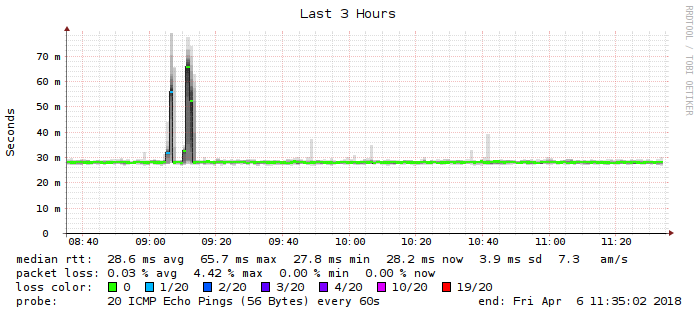 Last 3 Hours
RRDTOOL / TOBI OETIKER
Seconds
70 m
60 m
50 m
40 m
30 m
20 m
10 m
0
08:40 09:00 09:20 09:40 10:00 10:20 10:40 11:00 11:20
median rtt: 28.6 ms avg 65.7 ms max 27.8 ms min 28.2 ms now 3.9 ms sd 7.3 am/s
packet loss: 0.03 % avg 4.42 % max 0.00 % min 0.00 % now
loss color: 0 1/20 2/20 3/20 4/20 10/20 19/20
probe: 20 ICMP Echo Pings (56 Bytes) every 60s end: Fri Apr 6 11:35:02 2018